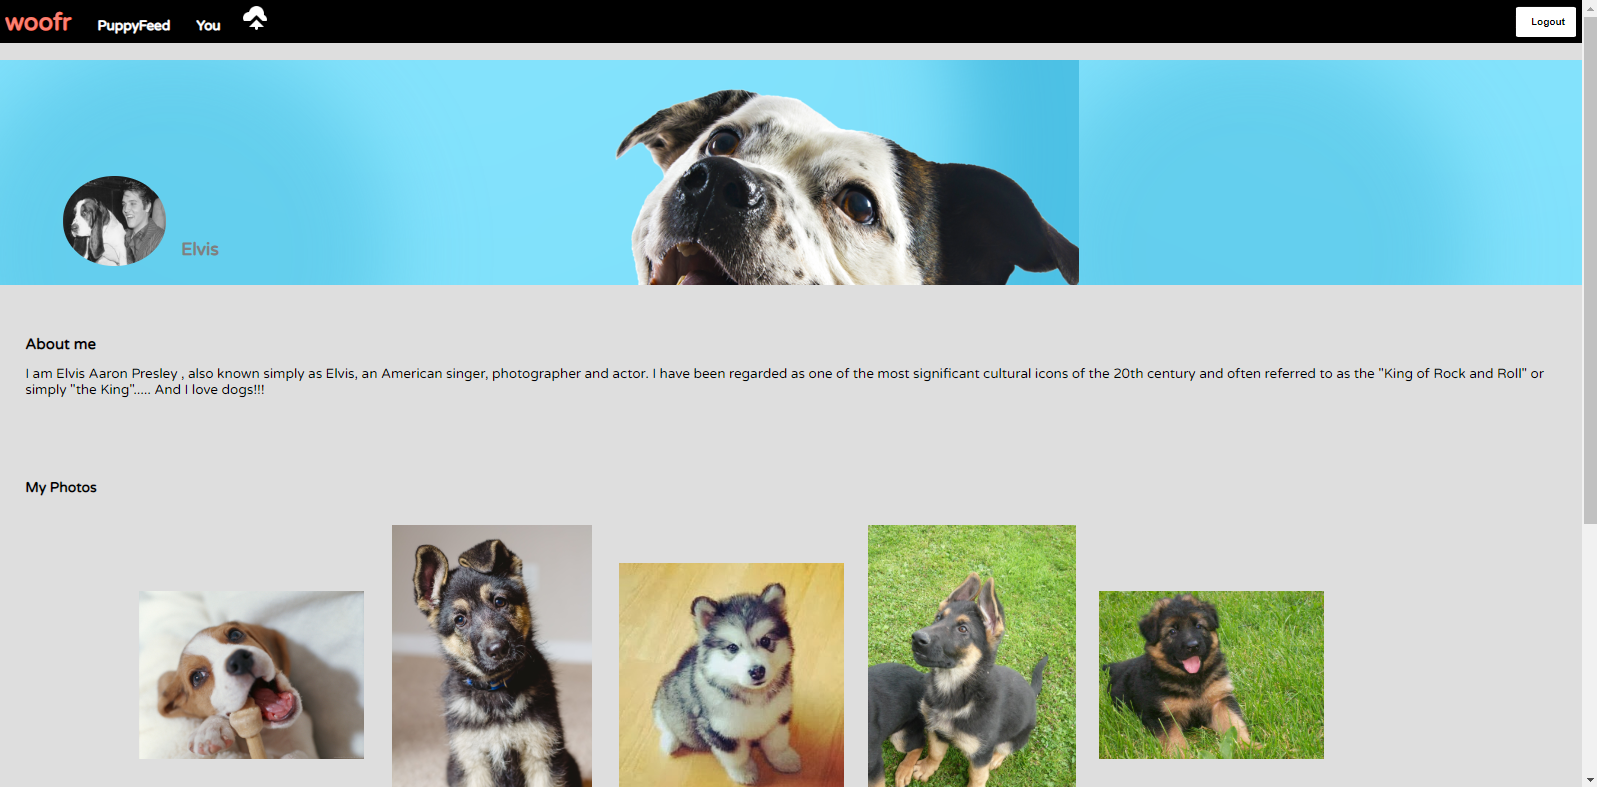 woofr PuppyFeed You Logout
Elvis
About me
I am Elvis Aaron Presley , also known simply as Elvis, an American singer, photographer and actor. I have been regarded as one of the most significant cultural icons of the 20th century and often referred to as the "King of Rock and Roll" or
simply "the King"..... And I love dogs!!!
My Photos